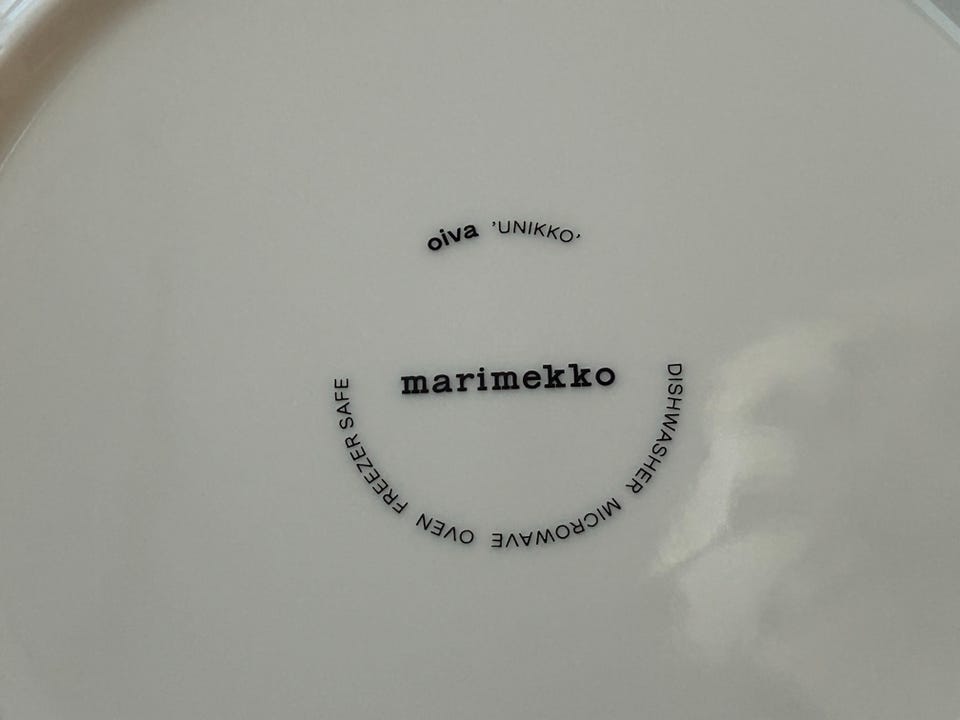 oiva 'UNIKKO'
marimekko
DISHWASHER MICROWAVE OVEN FREEZER SAFE